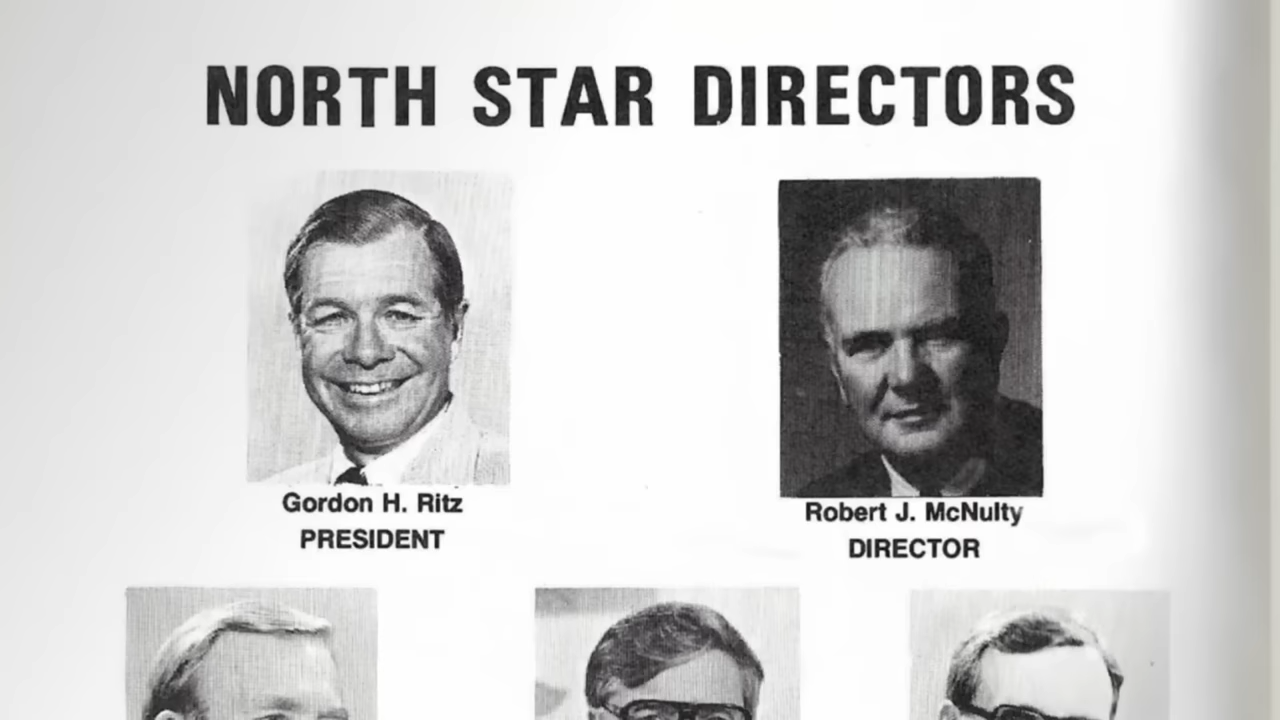 NORTH STAR DIRECTORS
Gordon H. Ritz
PRESIDENT
Robert J. McNulty
DIRECTOR